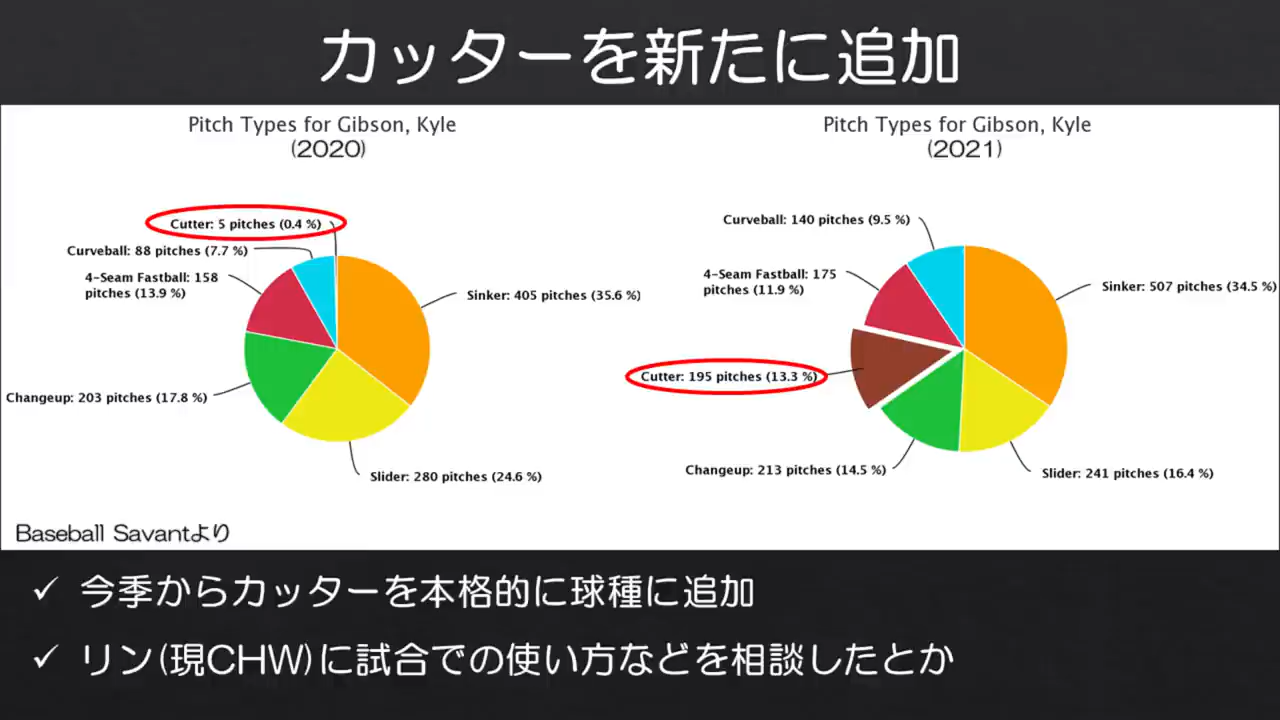 カッターを新たに追加
Pitch Types for Gibson, Kyle
(2020)
Cutter: 5 pitches (0.4 %)
Curveball: 88 pitches (7.7 %)
4-Seam Fastball: 158
pitches (13.9 %)
Sinker: 405 pitches (35.6 %)
Changeup: 203 pitches (17.8 %)
Slider: 280 pitches (24.6 %)
Pitch Types for Gibson, Kyle
(2021)
Curveball: 140 pitches (9.5 %)
4-Seam Fastball: 175
pitches (11.9 %)
Sinker: 507 pitches (34.5 %)
Cutter: 195 pitches (13.3 %)
Changeup: 213 pitches (14.5 %)
Slider: 241 pitches (16.4 %)
Baseball Savantより
✓ 今季からカッターを本格的に球種に追加
✓ リン(現CHW)に試合での使い方などを相談したとか